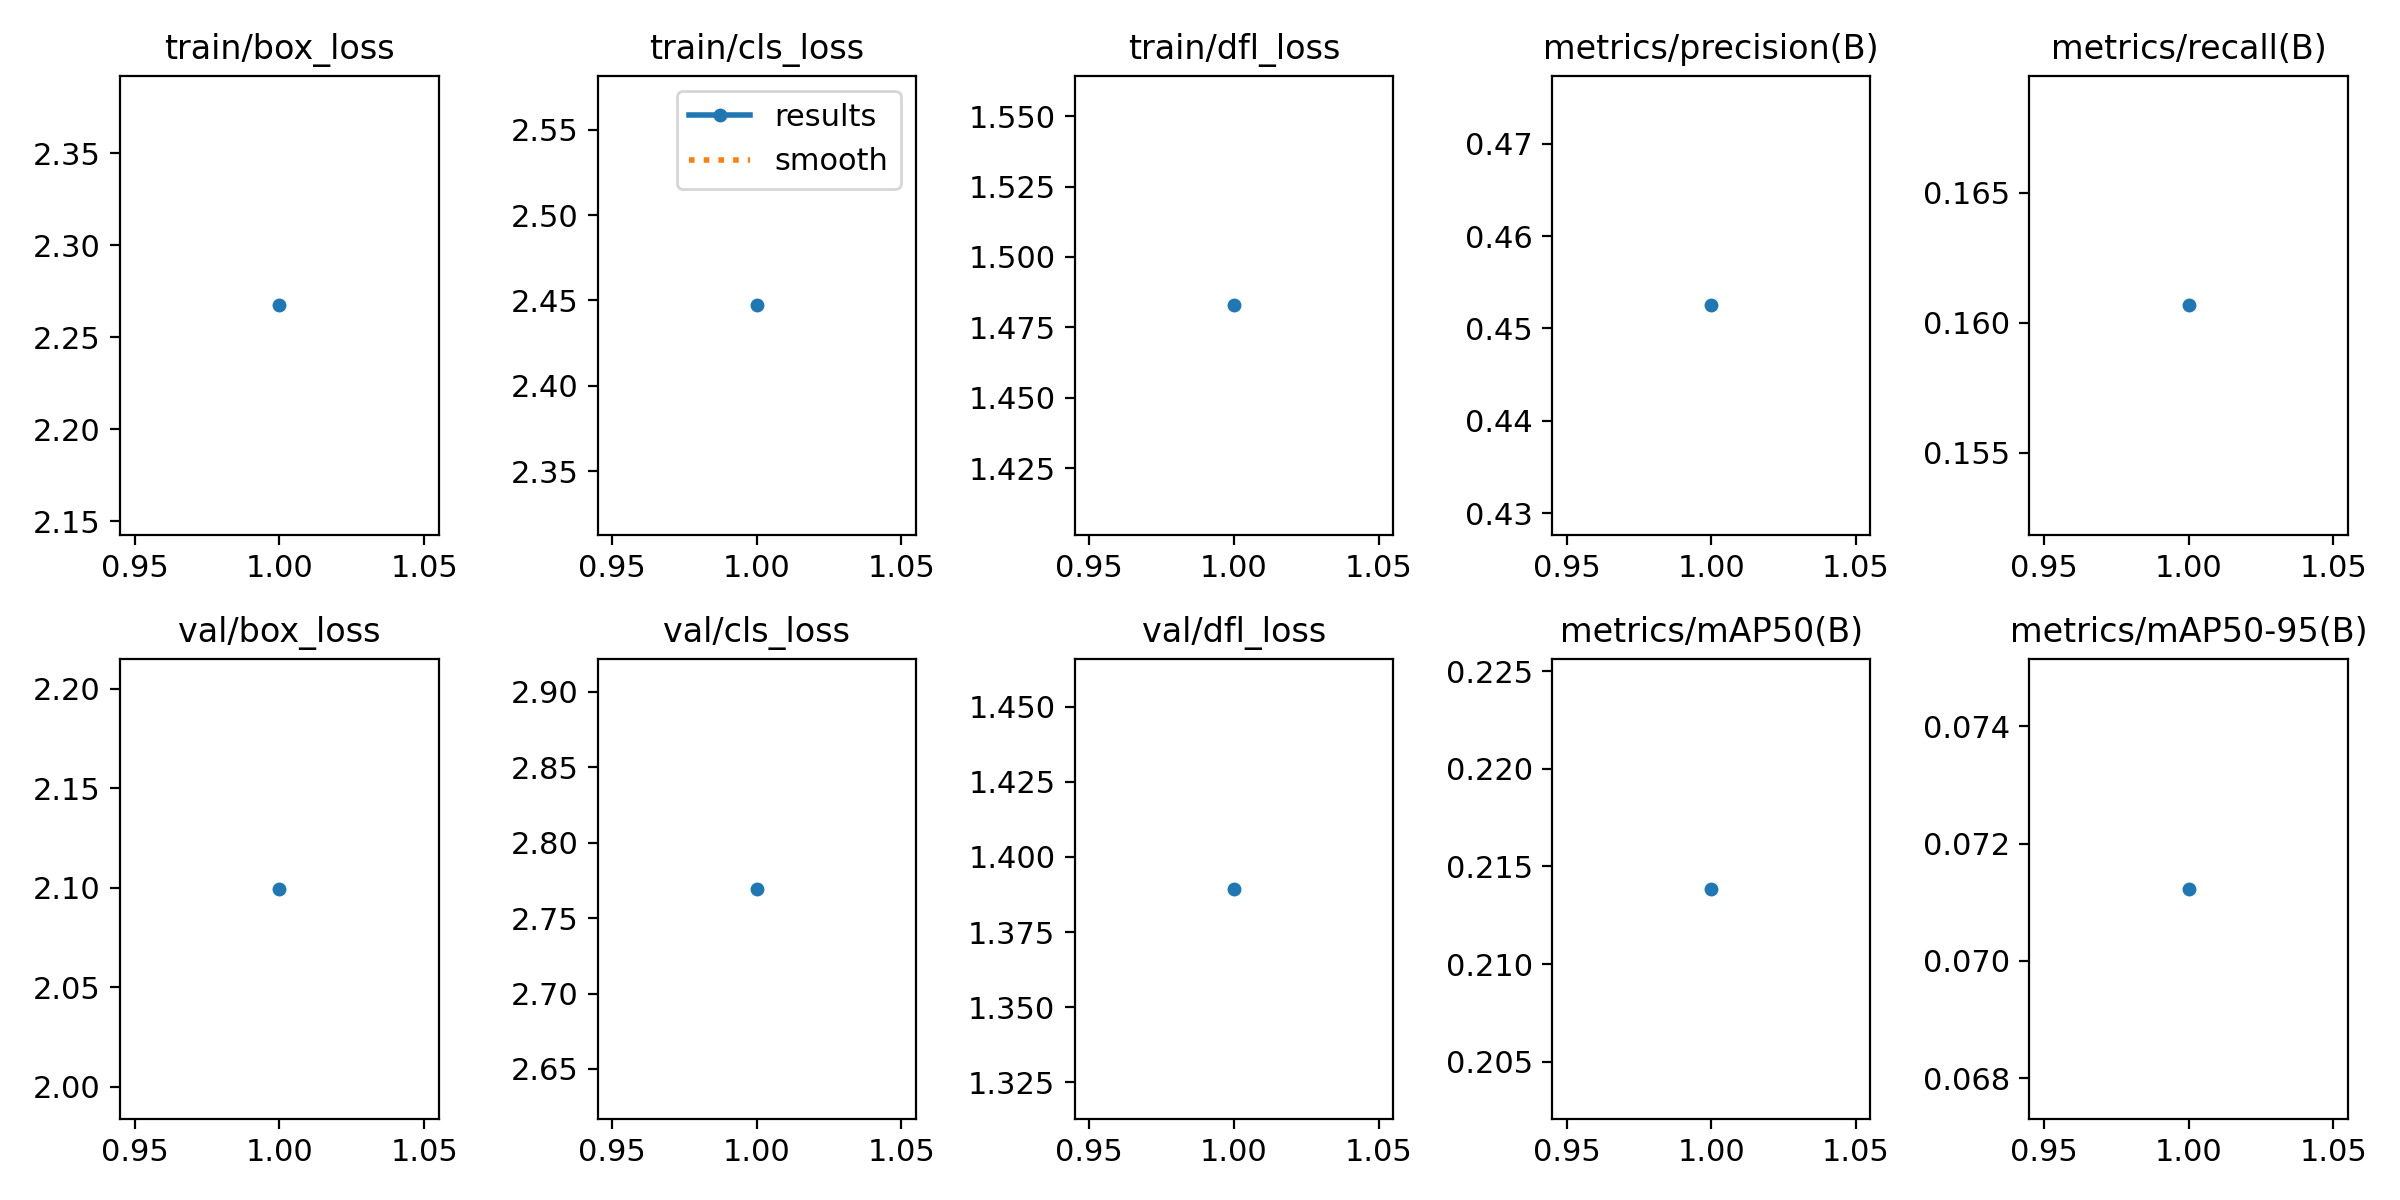 train/box_loss
2.35
2.30
2.25
2.20
2.15
0.95 1.00 1.05
train/cls_loss
results
smooth
2.55
2.50
2.45
2.40
2.35
0.95 1.00 1.05
train/dfl_loss
1.550
1.525
1.500
1.475
1.450
1.425
0.95 1.00 1.05
metrics/precision(B)
0.47
0.46
0.45
0.44
0.43
0.95 1.00 1.05
metrics/recall(B)
0.165
0.160
0.155
0.95 1.00 1.05
val/box_loss
2.20
2.15
2.10
2.05
2.00
0.95 1.00 1.05
val/cls_loss
2.90
2.85
2.80
2.75
2.70
2.65
0.95 1.00 1.05
val/dfl_loss
1.450
1.425
1.400
1.375
1.350
1.325
0.95 1.00 1.05
metrics/mAP50(B)
0.225
0.220
0.215
0.210
0.205
0.95 1.00 1.05
metrics/mAP50-95(B)
0.074
0.072
0.070
0.068
0.95 1.00 1.05